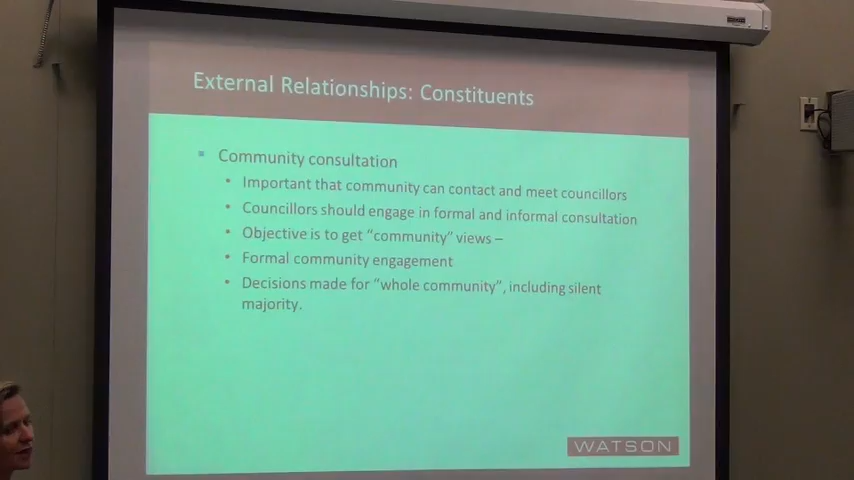 External Relationships: Constituents
Community consultation
Important that community can contact and meet councillors
Councillors should engage in formal and informal consultation
Objective is to get “community” views –
Formal community engagement
Decisions made for “whole community”, including silent
majority.
WATSON